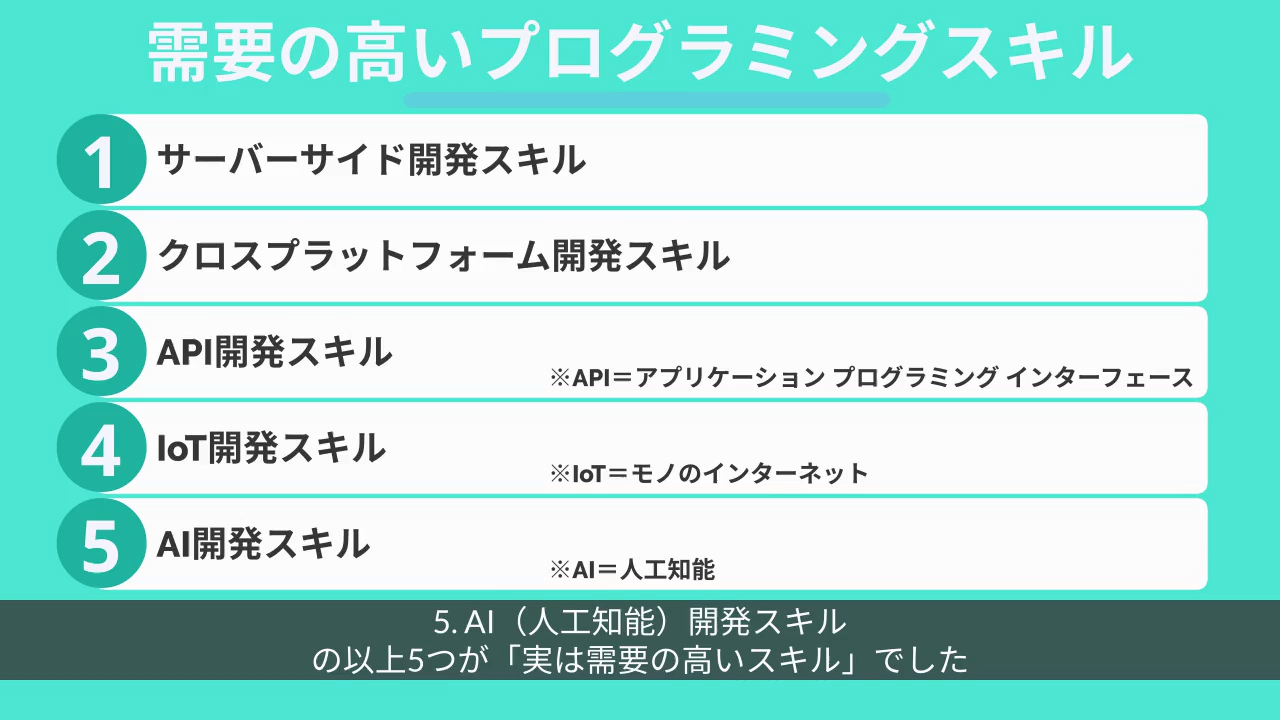 需要の高いプログラミングスキル
1 サーバーサイド開発スキル
2 クロスプラットフォーム開発スキル
3 API開発スキル
※API＝アプリケーション プログラミング インターフェース
4 IoT開発スキル
※IoT＝モノのインターネット
5 AI開発スキル
※AI＝人工知能
5. AI（人工知能）開発スキル
の以上5つが「実は需要の高いスキル」でした